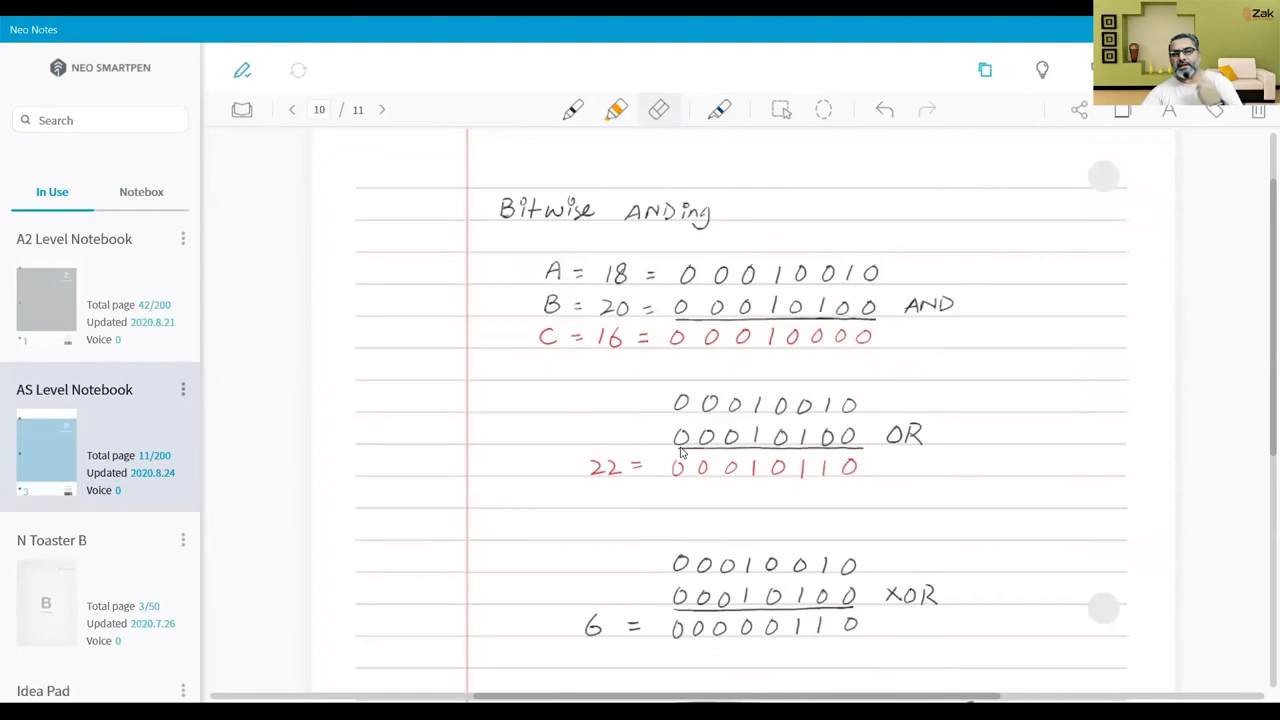 Neo Notes
Zak
NEO SMARTPEN
Search
10 / 11
In Use Notebox
A2 Level Notebook
Total page 42/200
Updated 2020.8.21
Voice 0
1
AS Level Notebook
Total page 11/200
Updated 2020.8.24
Voice 0
3
N Toaster B
B
Total page 3/50
Updated 2020.7.26
Voice 0
Idea Pad
Bitwise ANDing
A = 18 = 0 0 0 1 0 0 1 0
B = 20 = 0 0 0 1 0 1 0 0 AND
C = 16 = 0 0 0 1 0 0 0 0
0 0 0 1 0 0 1 0
0 0 0 1 0 1 0 0 OR
22 = 0 0 0 1 0 1 1 0
0 0 0 1 0 0 1 0
0 0 0 1 0 1 0 0 XOR
6 = 0 0 0 0 0 1 1 0